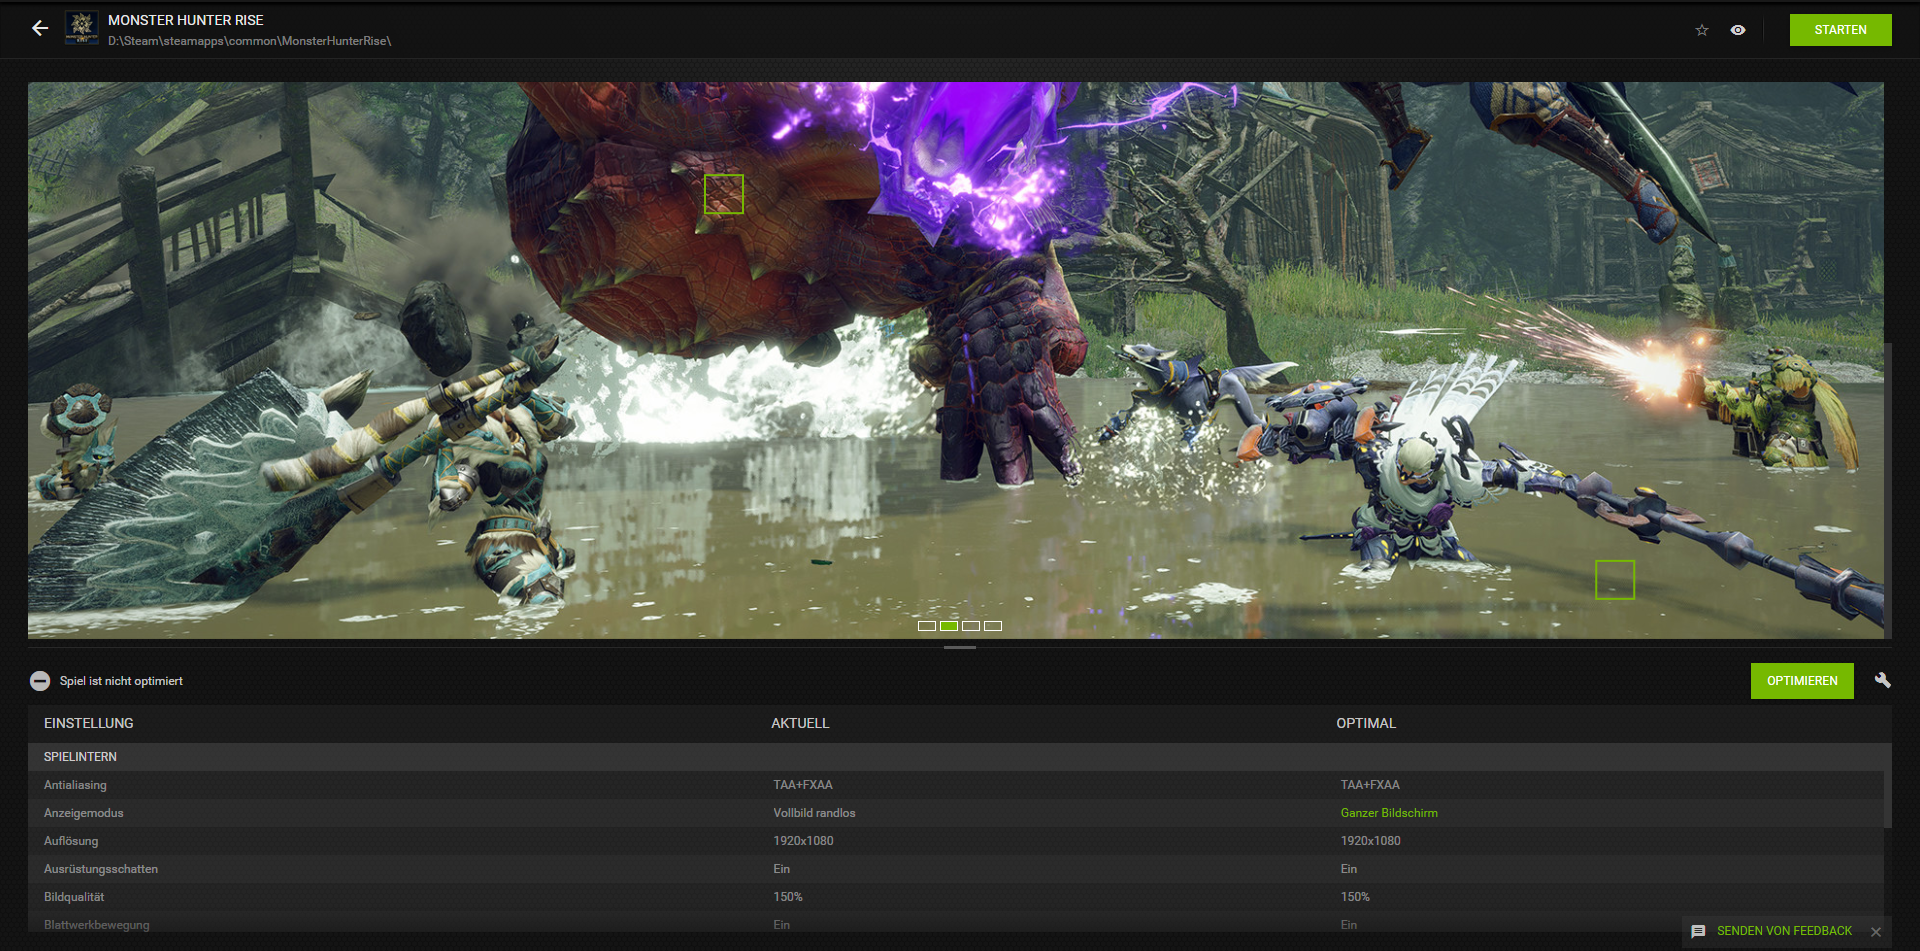 MONSTER HUNTER RISE
D:\Steam\steamapps\common\MonsterHunterRise\
STARTEN
Spiel ist nicht optimiert
OPTIMIEREN
EINSTELLUNG AKTUELL OPTIMAL
SPIELINTERN
Antialiasing TAA+FXAA TAA+FXAA
Anzeigemodus Vollbild randlos Ganzer Bildschirm
Auflösung 1920x1080 1920x1080
Ausrüstungsschatten Ein Ein
Bildqualität 150% 150%
Blattwerkbewegung Ein Ein
SENDEN VON FEEDBACK